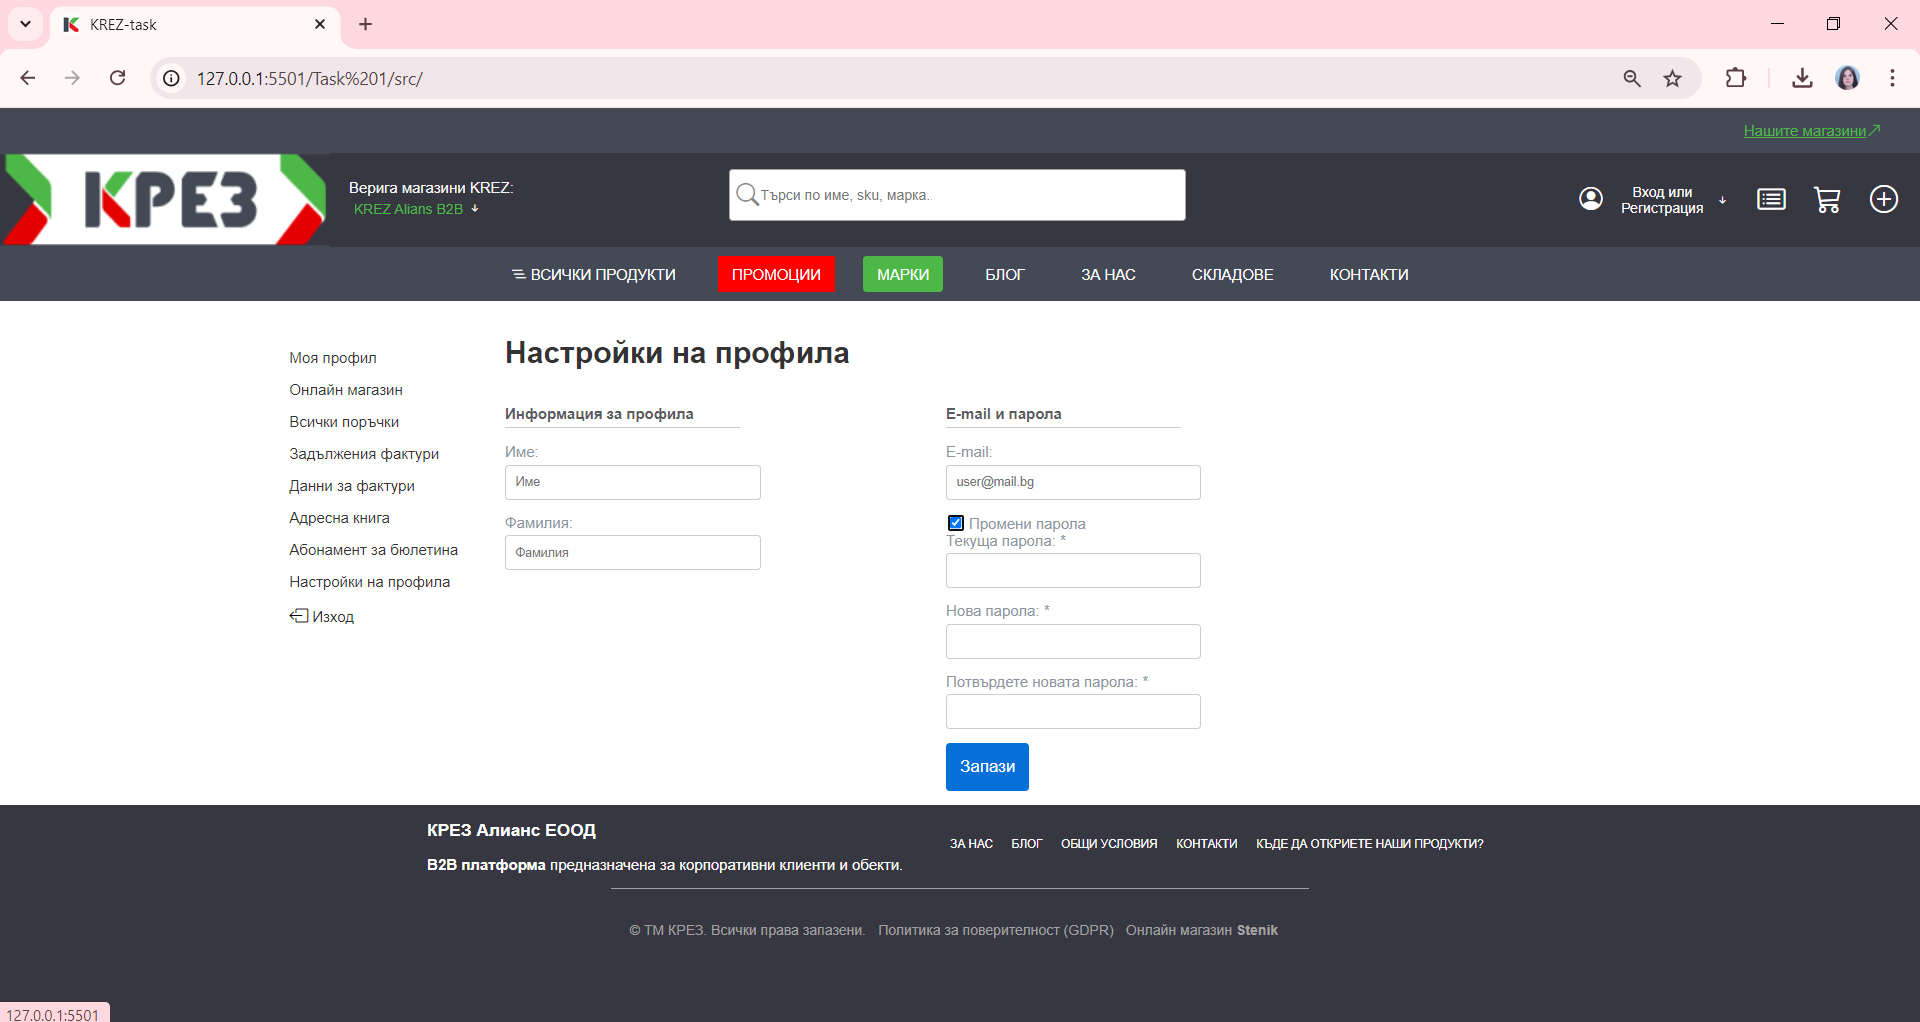 KREZ-task
127.0.0.1:5501/Task%201/src/
Нашите магазини
КРЕЗ
Верига магазини KREZ:
KREZ Alians B2B
Търси по име, sku, марка..
Вход или
Регистрация
ВСИЧКИ ПРОДУКТИ
ПРОМОЦИИ
МАРКИ
БЛОГ
ЗА НАС
СКЛАДОВЕ
КОНТАКТИ
Моя профил
Онлайн магазин
Всички поръчки
Задължения фактури
Данни за фактури
Адресна книга
Абонамент за бюлетина
Настройки на профила
Изход
Настройки на профила
Информация за профила
Име:
Име
Фамилия:
Фамилия
E-mail и парола
E-mail:
user@mail.bg
Промени парола
Текуща парола: *
Нова парола: *
Потвърдете новата парола: *
Запази
КРЕЗ Алианс ЕООД
B2B платформа предназначена за корпоративни клиенти и обекти.
ЗА НАС
БЛОГ
ОБЩИ УСЛОВИЯ
КОНТАКТИ
КЪДЕ ДА ОТКРИЕТЕ НАШИ ПРОДУКТИ?
© ТМ КРЕЗ. Всички права запазени.
Политика за поверителност (GDPR)
Онлайн магазин Stenik
127.0.0.1:5501